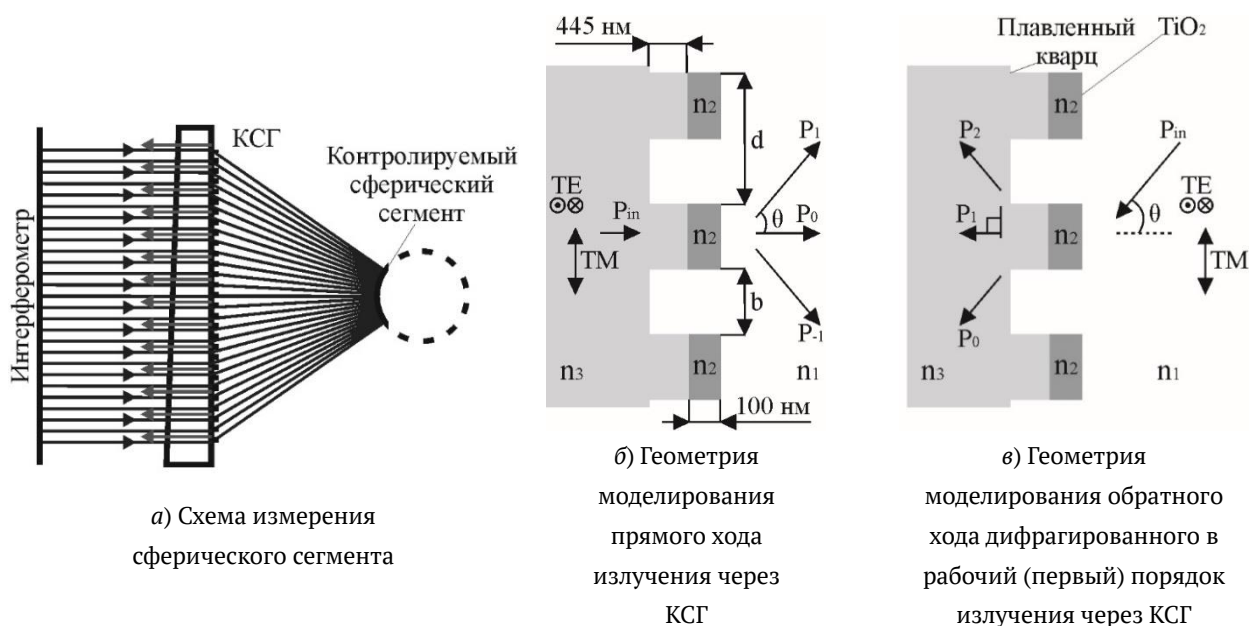 Интерферометр
КСГ
Контролируемый
сферический
сегмент
а) Схема измерения
сферического сегмента
445 нм
n₂
d
P₁
TE
Pᵢₙ
θ
P₀
TM
n₂
b
P₋₁
n₃
n₂
n₁
100 нм
б) Геометрия
моделирования
прямого хода
излучения через
КСГ
Плавленный
кварц
TiO₂
n₂
P₂
Pᵢₙ
TE
P₁
n₂
θ
TM
P₀
n₃
n₂
n₁
в) Геометрия
моделирования обратного
хода дифрагированного в
рабочий (первый) порядок
излучения через КСГ